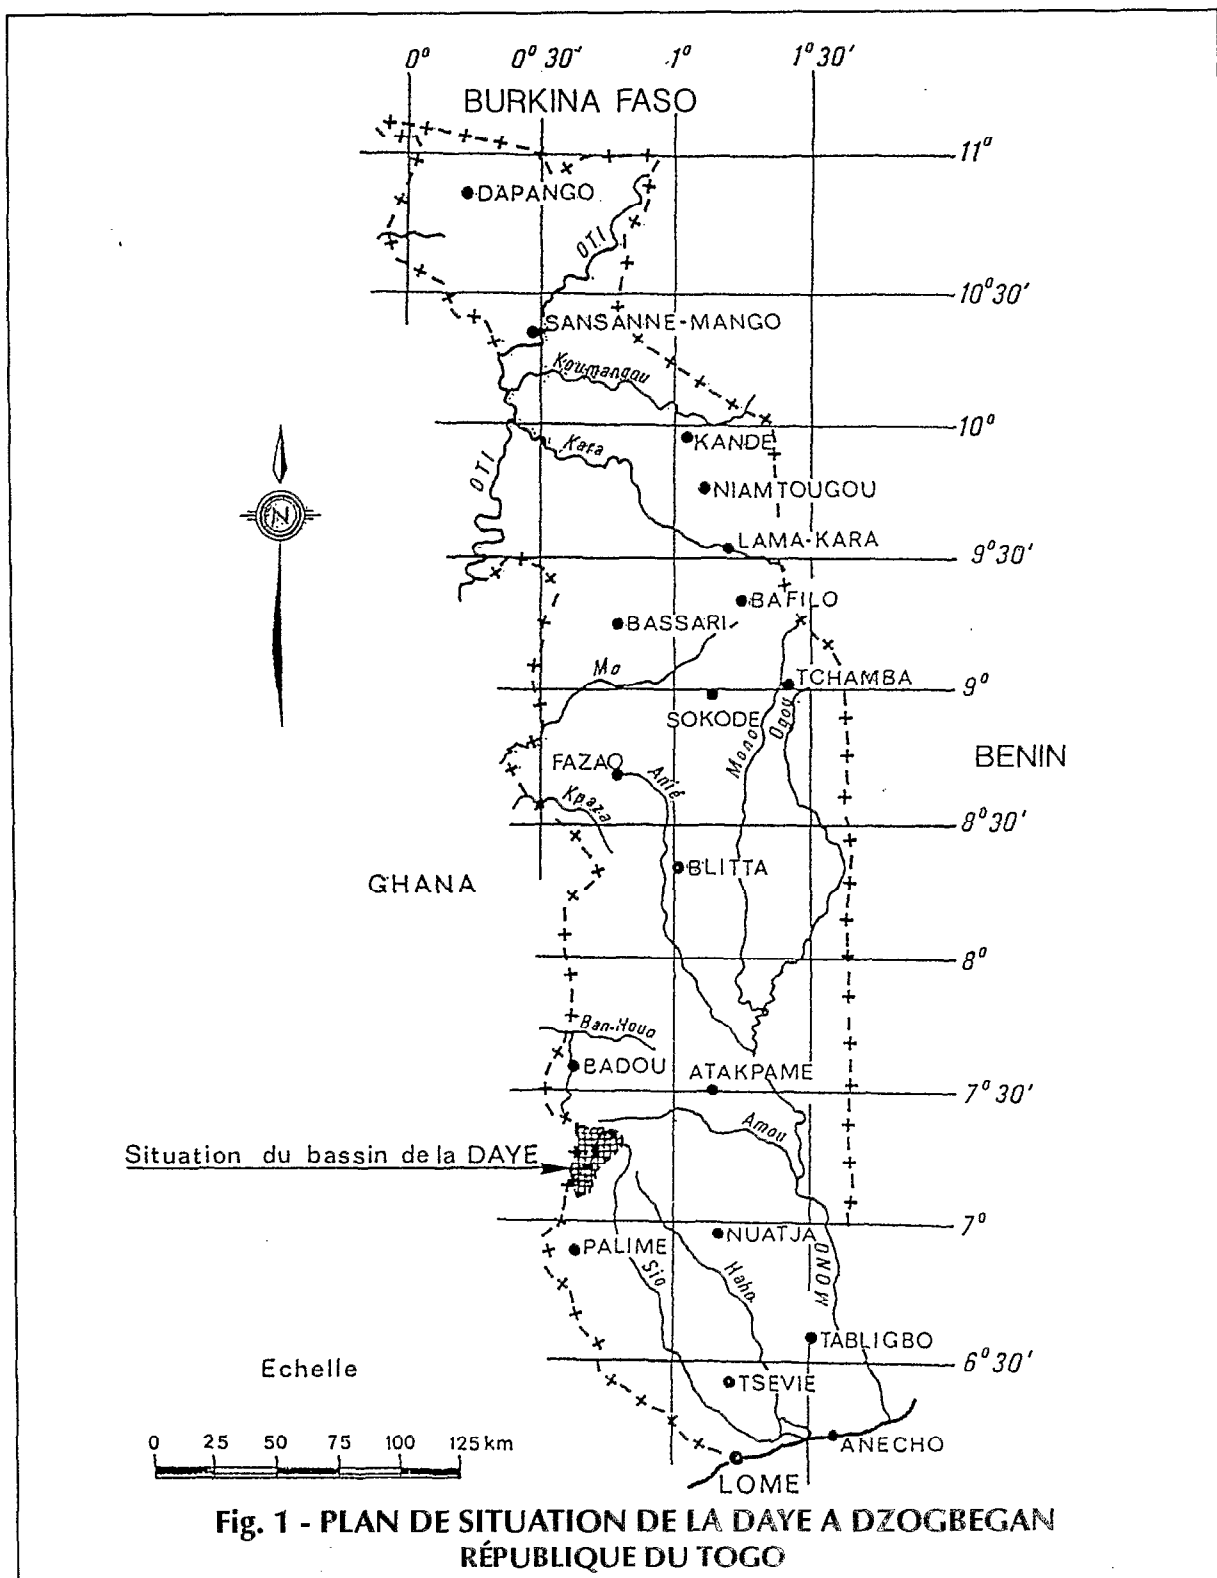 0° 0° 30' 1° 1° 30'
BURKINA FASO
11°
DAPANGO
OTI
10° 30'
SANSANNE-MANGO
Koumangou
10°
KANDE
Kara
OTI
NIAMTOUGOU
N
LAMA-KARA
9° 30'
BAFILO
BASSARI
Mo
TCHAMBA
9°
SOKODE
Ogou
Mono
BENIN
FAZAO
Anié
Kpaza
8° 30'
BLITTA
GHANA
8°
Ban-Houo
BADOU
ATAKPAME
7° 30'
Amou
Situation du bassin de la DAYE
7°
NUATJA
PALIME
MONO
Sio
Haho
TABLIGBO
6° 30'
Echelle
TSEVIE
0 25 50 75 100 125 km
ANECHO
LOME
Fig. 1 - PLAN DE SITUATION DE LA DAYE A DZOGBEGAN
RÉPUBLIQUE DU TOGO